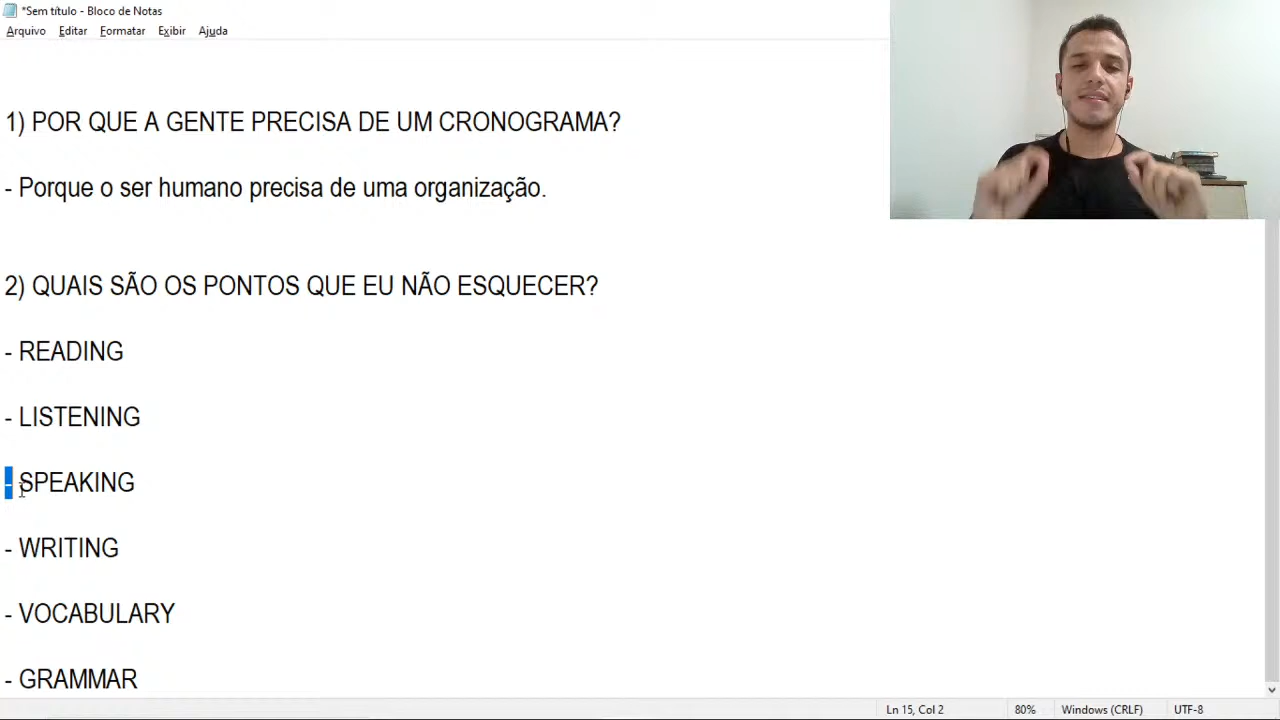 *Sem título - Bloco de Notas
Arquivo Editar Formatar Exibir Ajuda
1) POR QUE A GENTE PRECISA DE UM CRONOGRAMA?
- Porque o ser humano precisa de uma organização.
2) QUAIS SÃO OS PONTOS QUE EU NÃO ESQUECER?
- READING
- LISTENING
- SPEAKING
- WRITING
- VOCABULARY
- GRAMMAR
Ln 15, Col 2 80% Windows (CRLF) UTF-8